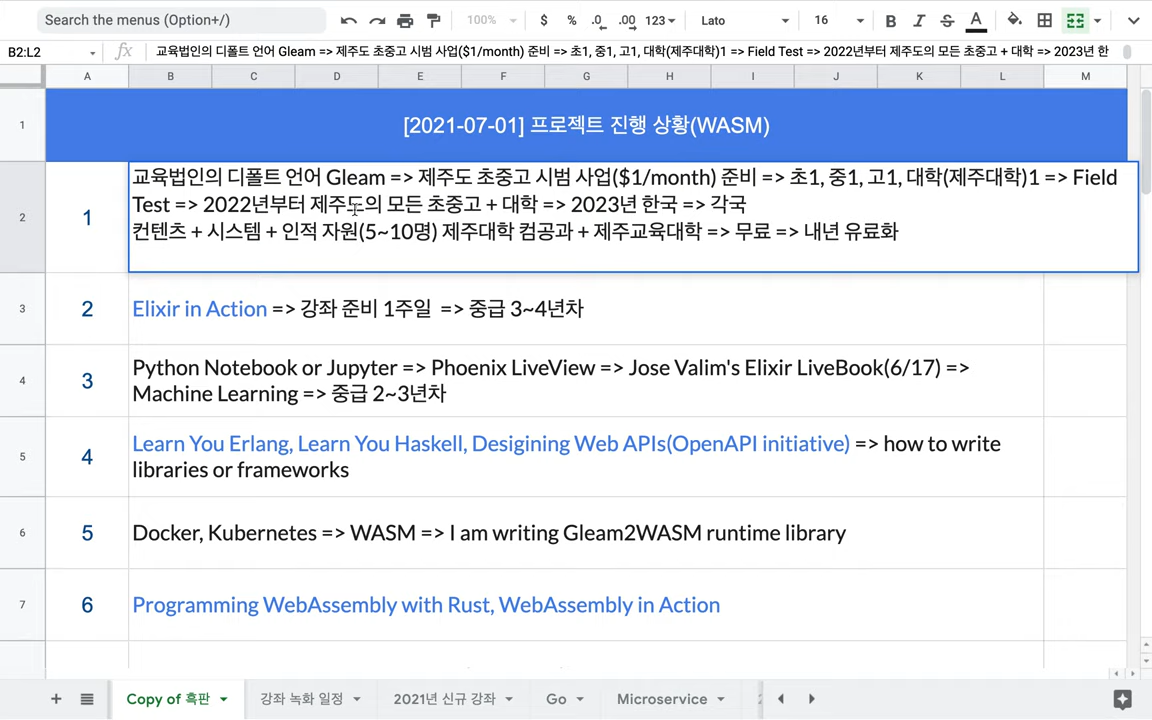 Search the menus (Option+/)
100%
$ % .0 .00 123
Lato
16
B I S A
B2:L2
fx
교육법인의 디폴트 언어 Gleam => 제주도 초중고 시범 사업($1/month) 준비 => 초1, 중1, 고1, 대학(제주대학)1 => Field Test => 2022년부터 제주도의 모든 초중고 + 대학 => 2023년 한
A B C D E F G H I J K L M
1
[2021-07-01] 프로젝트 진행 상황(WASM)
2
1
교육법인의 디폴트 언어 Gleam => 제주도 초중고 시범 사업($1/month) 준비 => 초1, 중1, 고1, 대학(제주대학)1 => Field
Test => 2022년부터 제주도의 모든 초중고 + 대학 => 2023년 한국 => 각국
컨텐츠 + 시스템 + 인적 자원(5~10명) 제주대학 컴공과 + 제주교육대학 => 무료 => 내년 유료화
3
2
Elixir in Action => 강좌 준비 1주일 => 중급 3~4년차
4
3
Python Notebook or Jupyter => Phoenix LiveView => Jose Valim's Elixir LiveBook(6/17) =>
Machine Learning => 중급 2~3년차
5
4
Learn You Erlang, Learn You Haskell, Desigining Web APIs(OpenAPI initiative) => how to write
libraries or frameworks
6
5
Docker, Kubernetes => WASM => I am writing Gleam2WASM runtime library
7
6
Programming WebAssembly with Rust, WebAssembly in Action
Copy of 흑판
강좌 녹화 일정
2021년 신규 강좌
Go
Microservice